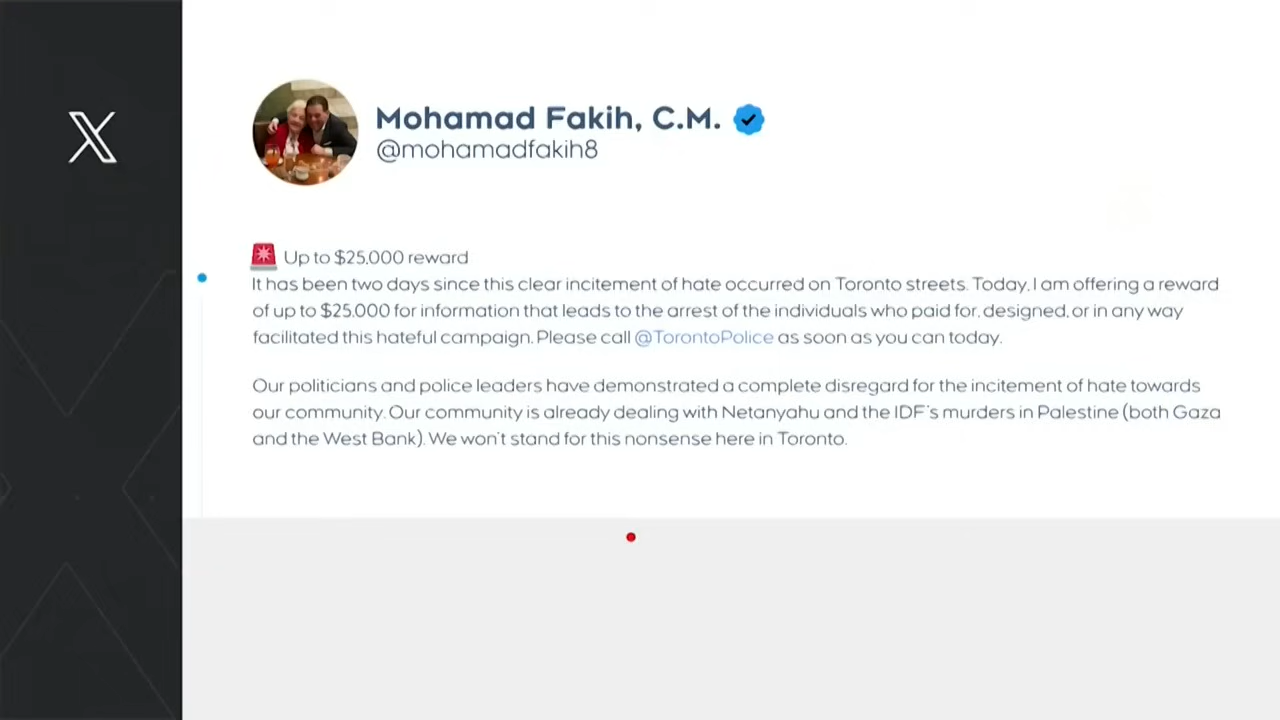 Mohamad Fakih, C.M.
@mohamadfakih8
Up to $25,000 reward
It has been two days since this clear incitement of hate occurred on Toronto streets. Today, I am offering a reward
of up to $25,000 for information that leads to the arrest of the individuals who paid for, designed, or in any way
facilitated this hateful campaign. Please call @TorontoPolice as soon as you can today.
Our politicians and police leaders have demonstrated a complete disregard for the incitement of hate towards
our community. Our community is already dealing with Netanyahu and the IDF's murders in Palestine (both Gaza
and the West Bank). We won't stand for this nonsense here in Toronto.